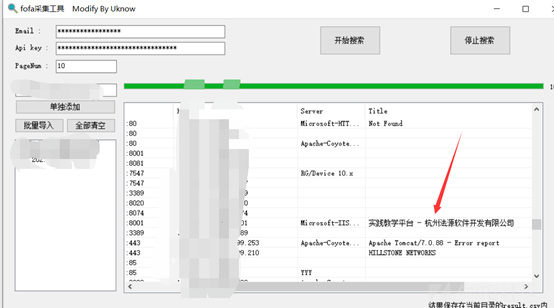 fofa采集工具 Modify By Uknow
Email : *****************
Api key : ********************************
开始搜索
停止搜索
PageNum : 10
单独添加
批量导入 全部清空
Server Title
:80 Microsoft-HTT... Not Found
:80
:80 Apache-Coyote...
:8001
:8081
:7547 RG/Device 10.x
:7547
:3389
:8020
:8074
:8001 Microsoft-IIS... 实践教学平台 - 杭州法源软件开发有限公司
:3389
:443 99.253 Apache-Coyote... Apache Tomcat/7.0.88 - Error report
:443 99.210 HILLSTONE NETWORKS
:85
:85 YYY
结果保存在当前目录的result.csv内